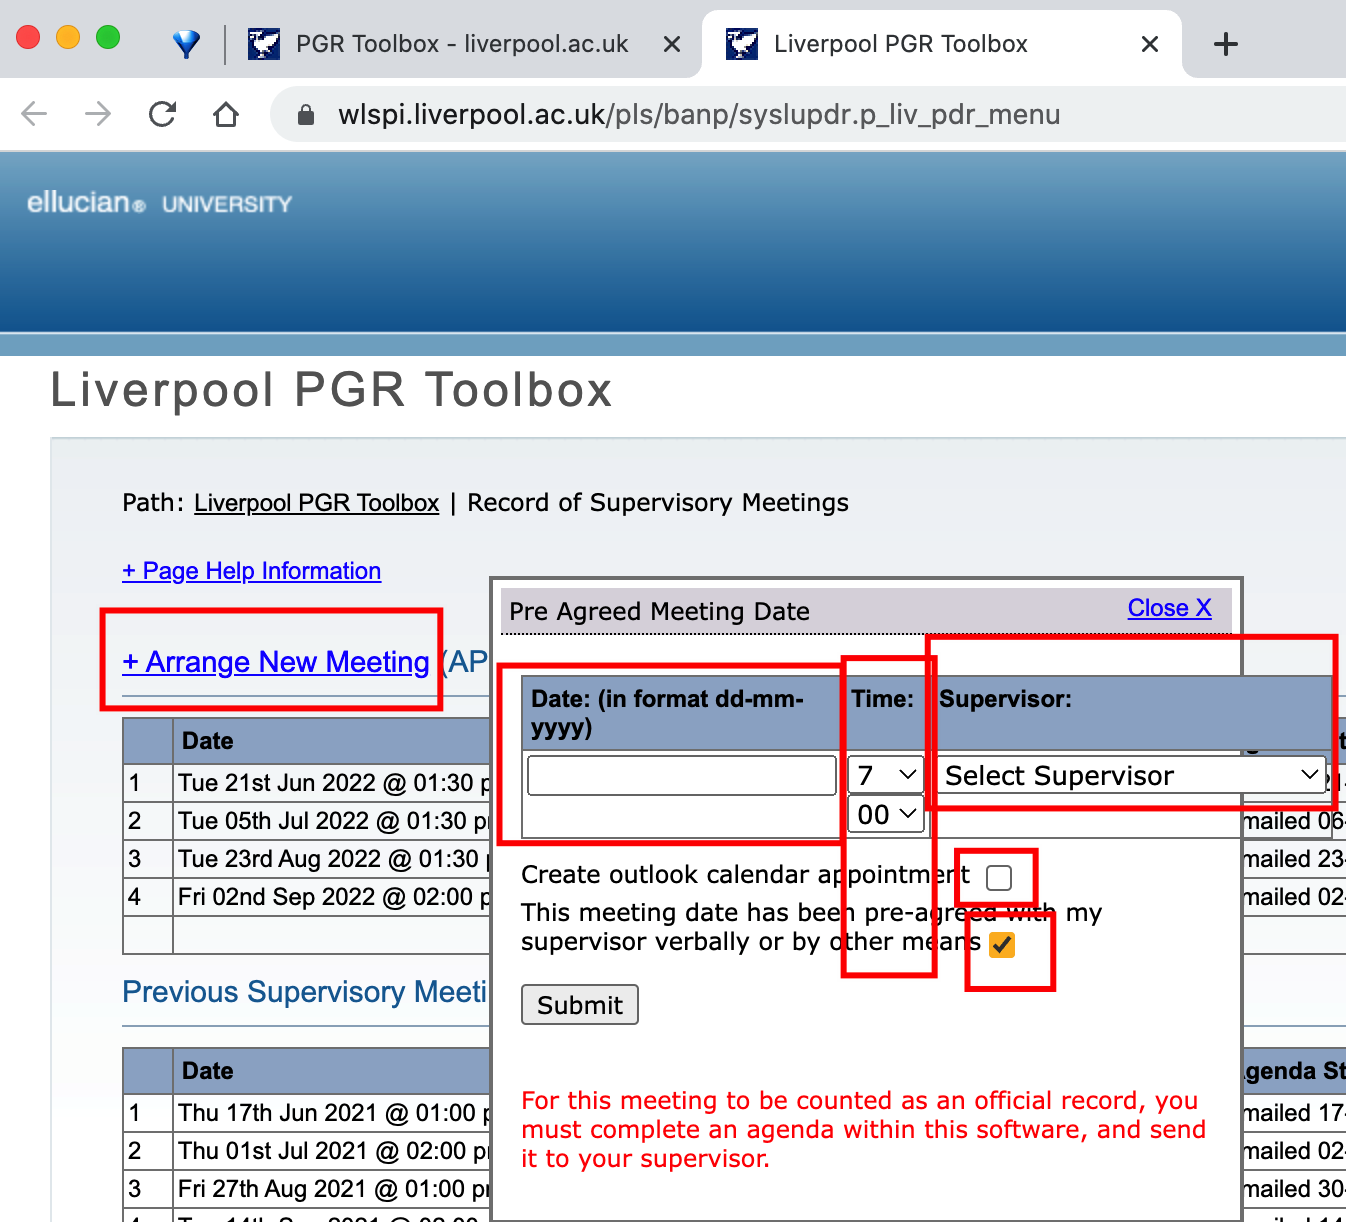 PGR Toolbox - liverpool.ac.uk
Liverpool PGR Toolbox
wlspi.liverpool.ac.uk/pls/banp/syslupdr.p_liv_pdr_menu
ellucian® UNIVERSITY
Liverpool PGR Toolbox
Path: Liverpool PGR Toolbox | Record of Supervisory Meetings
+ Page Help Information
+ Arrange New Meeting (AP
Date
1 Tue 21st Jun 2022 @ 01:30 p
2 Tue 05th Jul 2022 @ 01:30 p
3 Tue 23rd Aug 2022 @ 01:30
4 Fri 02nd Sep 2022 @ 02:00 p
Previous Supervisory Meeti
Date
1 Thu 17th Jun 2021 @ 01:00 p
2 Thu 01st Jul 2021 @ 02:00 p
3 Fri 27th Aug 2021 @ 01:00 p
Pre Agreed Meeting Date
Close X
Date: (in format dd-mm-
yyyy)
Time:
Supervisor:
7
00
Select Supervisor
Create outlook calendar appointment
This meeting date has been pre-agreed with my
supervisor verbally or by other means
Submit
For this meeting to be counted as an official record, you
must complete an agenda within this software, and send
it to your supervisor.
mailed 06-
mailed 23-
mailed 02-
genda St
mailed 17-
mailed 02-
mailed 30-